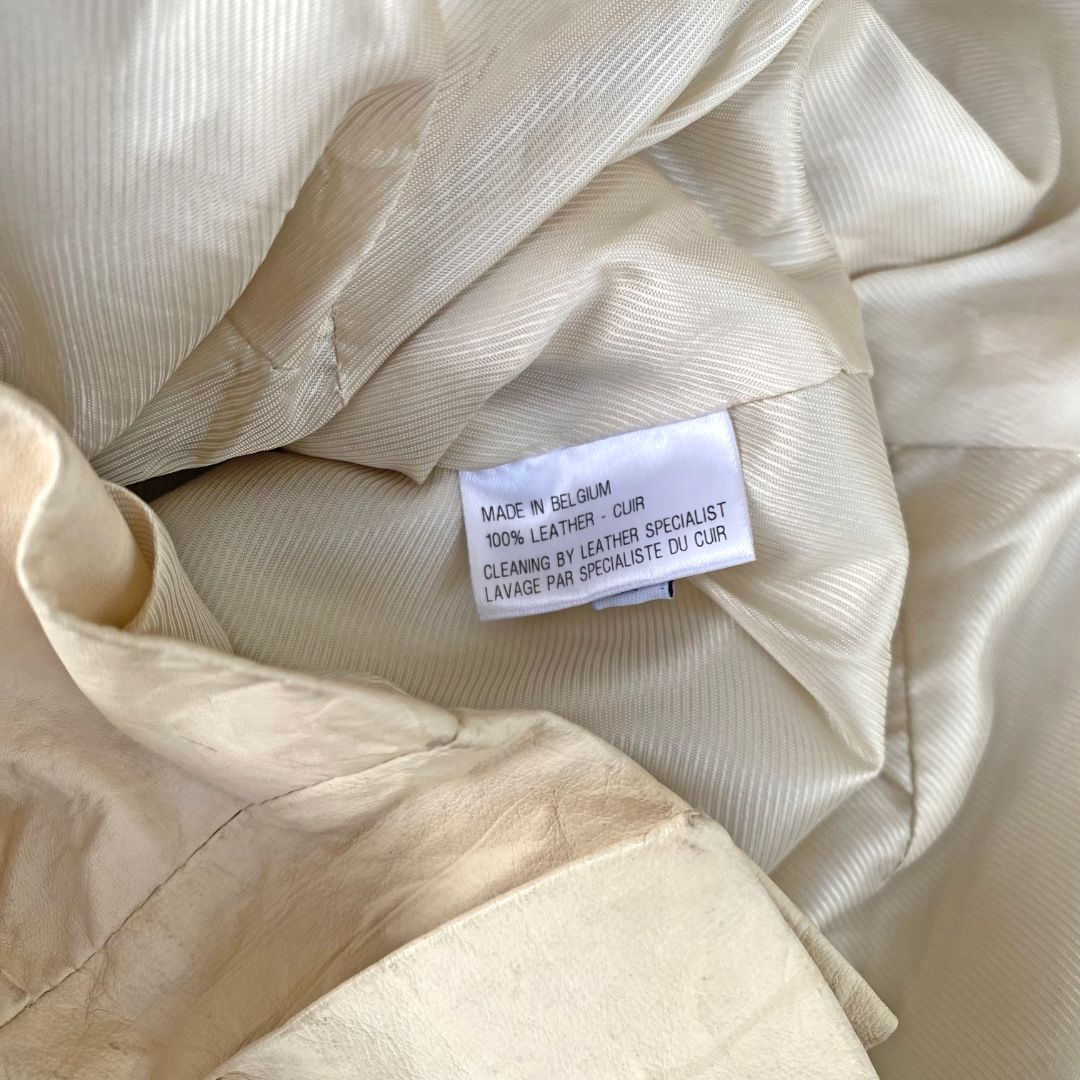 MADE IN BELGIUM
100% LEATHER - CUIR
CLEANING BY LEATHER SPECIALIST
LAVAGE PAR SPECIALISTE DU CUIR